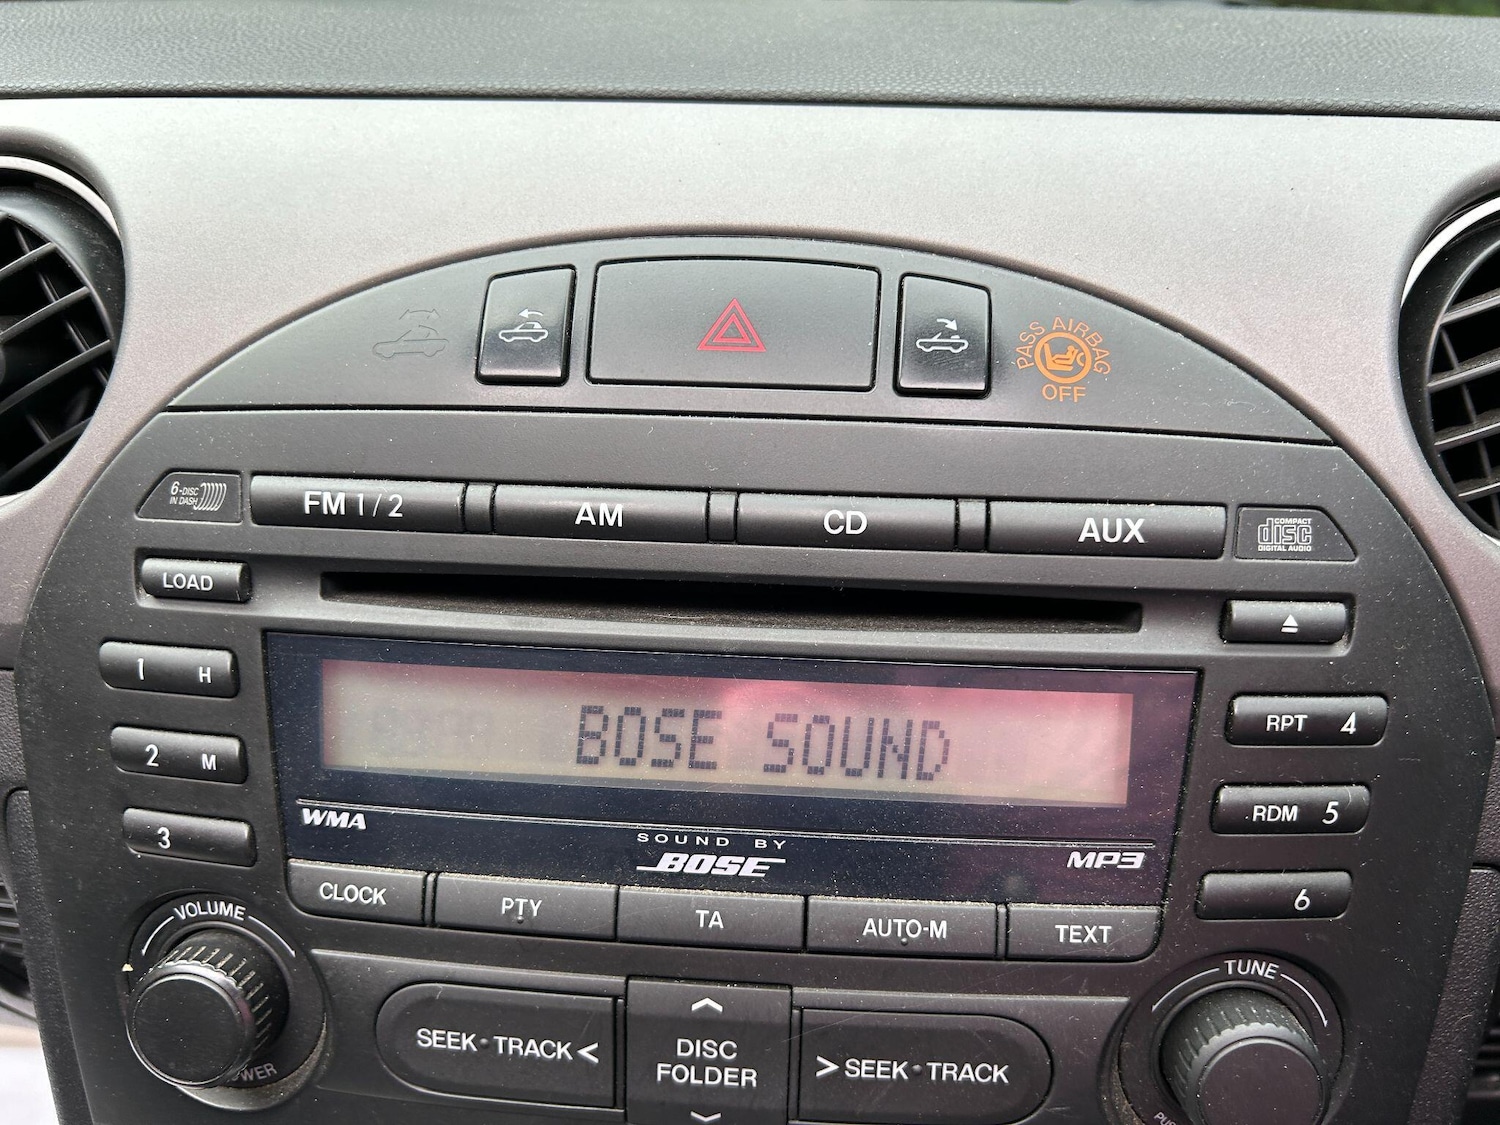 PASS AIRBAG
OFF
6-DISC
IN DASH
FM 1/2
AM
CD
AUX
COMPACT
disc
DIGITAL AUDIO
LOAD
1 H
2 M
3
BOSE SOUND
RPT 4
RDM 5
6
WMA
SOUND BY
BOSE
MP3
CLOCK
PTY
TA
AUTO-M
TEXT
VOLUME
TUNE
SEEK·TRACK <
DISC
FOLDER
> SEEK·TRACK